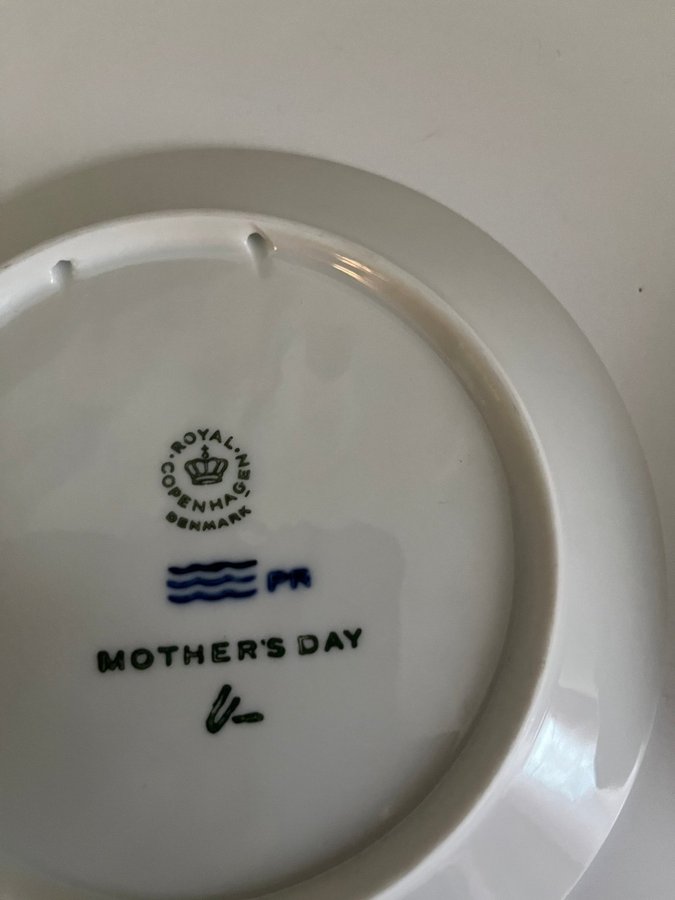 ROYAL
COPENHAGEN
DENMARK
PR
MOTHER'S DAY